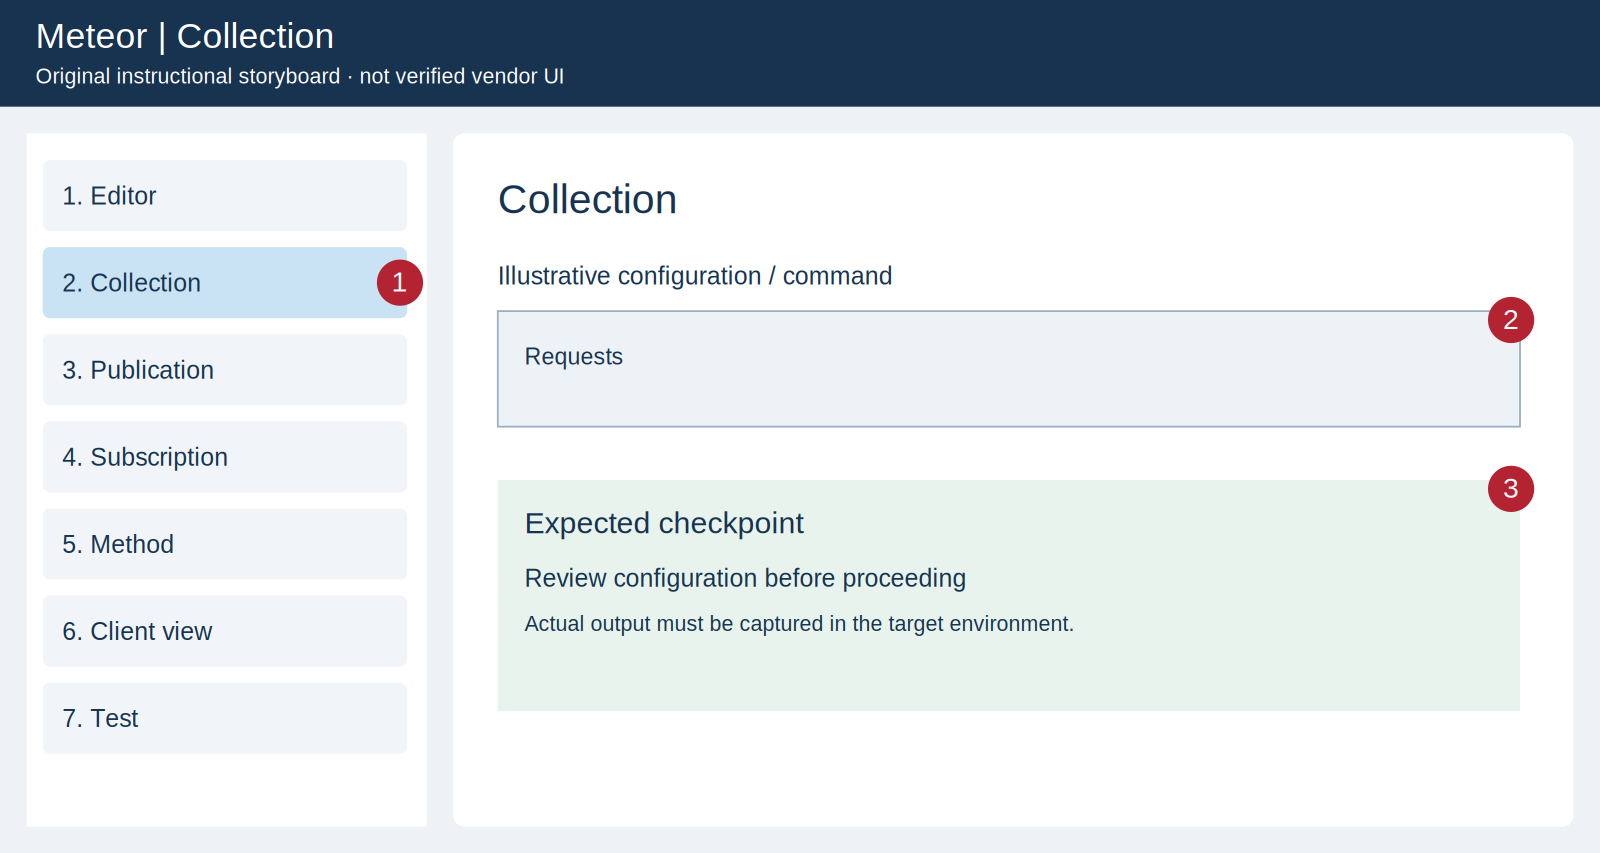 Meteor | Collection
Original instructional storyboard · not verified vendor UI
1. Editor
2. Collection
1
3. Publication
4. Subscription
5. Method
6. Client view
7. Test
Collection
Illustrative configuration / command
2
Requests
3
Expected checkpoint
Review configuration before proceeding
Actual output must be captured in the target environment.